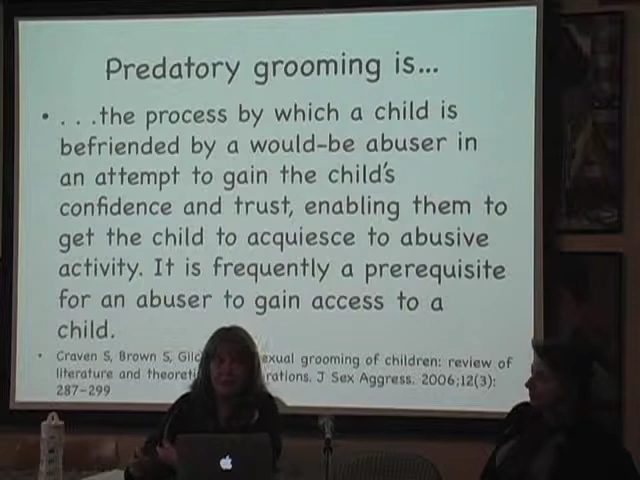 Predatory grooming is...
• . . .the process by which a child is
befriended by a would-be abuser in
an attempt to gain the child's
confidence and trust, enabling them to
get the child to acquiesce to abusive
activity. It is frequently a prerequisite
for an abuser to gain access to a
child.
• Craven S, Brown S, exual grooming of children: review of
literature and rations. J Sex Aggress. 2006;12(3):
287-299